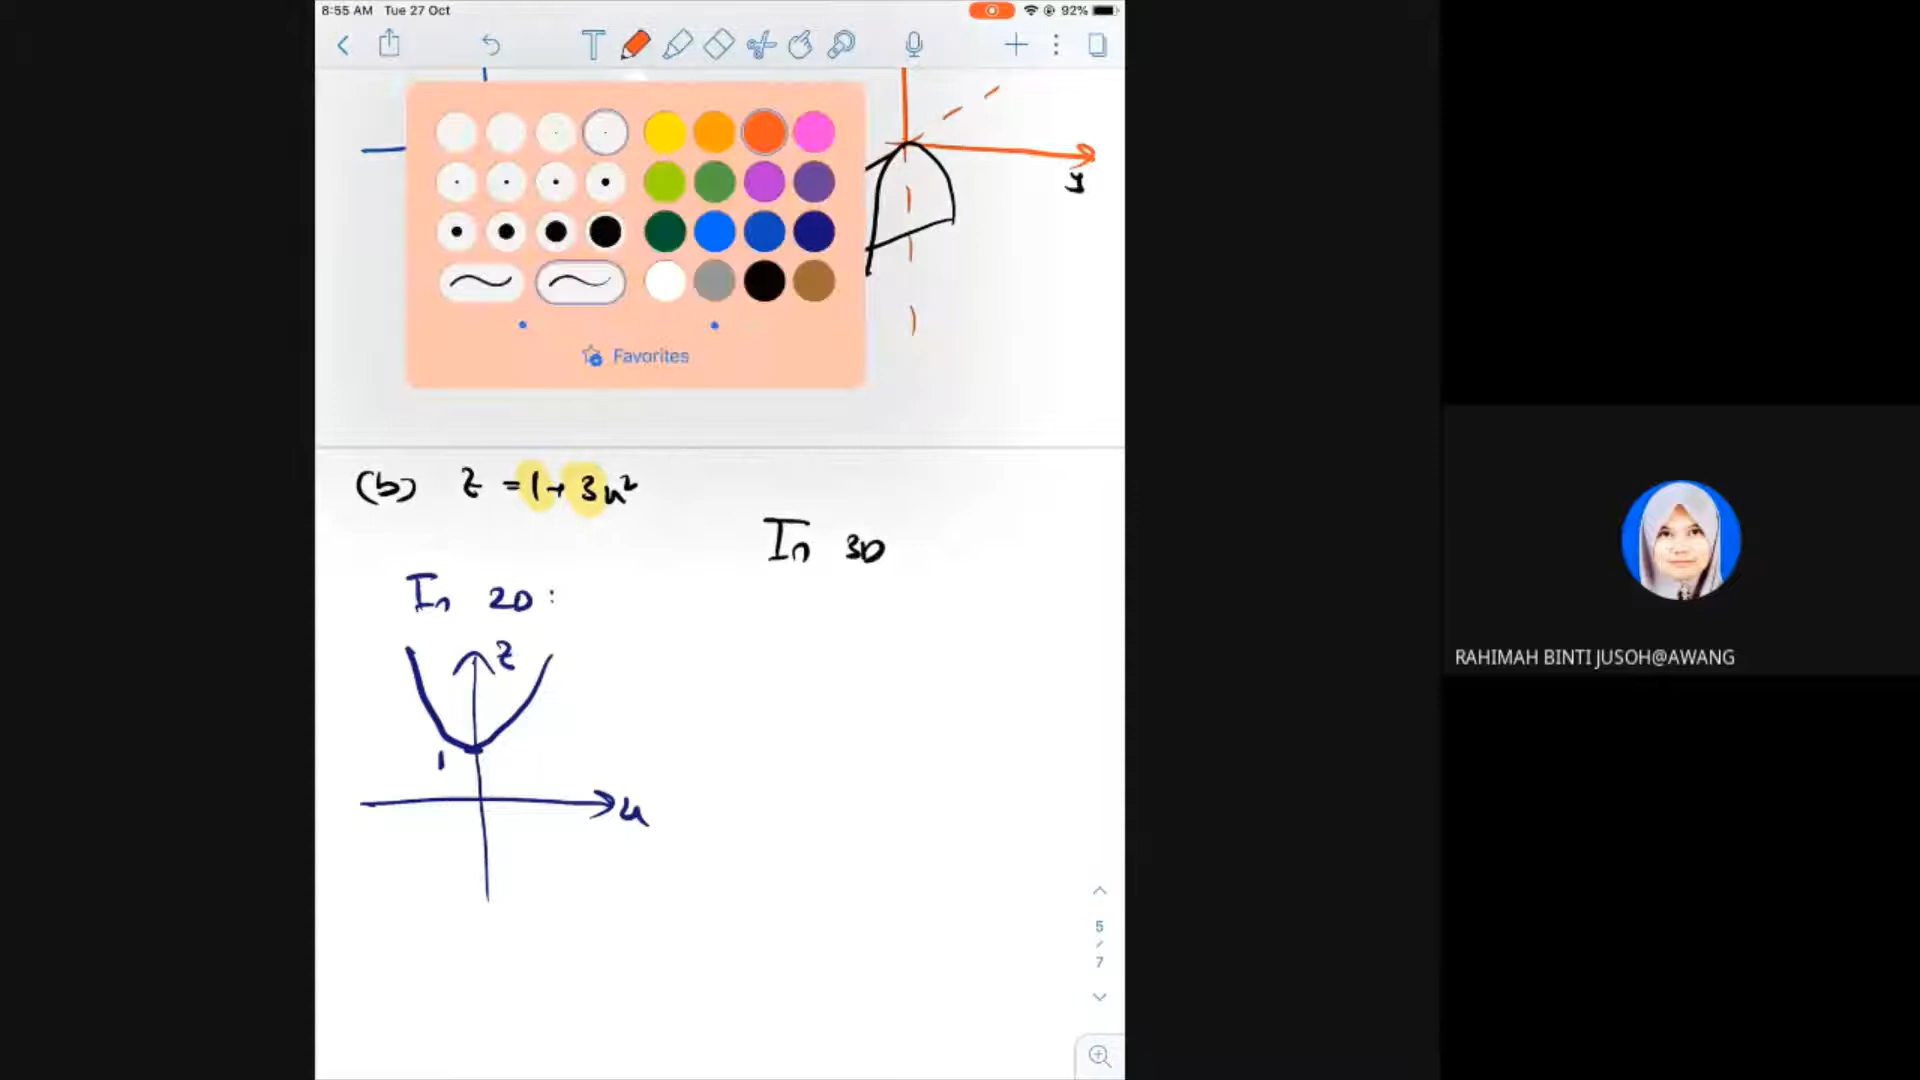 8:55 AM Tue 27 Oct
92%
T
y
Favorites
(b) z = 1 + 3x²
In 3D
In 2D :
z
1
x
5
/
7
RAHIMAH BINTI JUSOH@AWANG